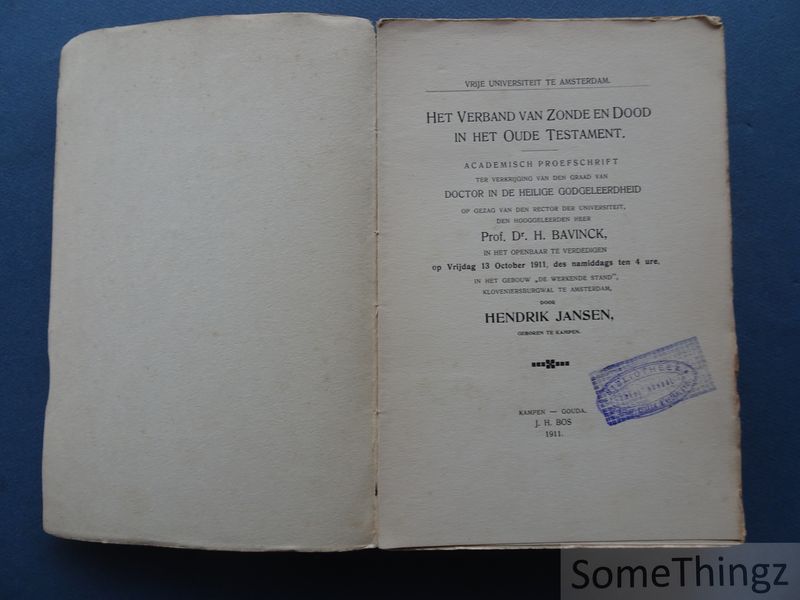 VRIJE UNIVERSITEIT TE AMSTERDAM.
HET VERBAND VAN ZONDE EN DOOD
IN HET OUDE TESTAMENT.
ACADEMISCH PROEFSCHRIFT
TER VERKRIJGING VAN DEN GRAAD VAN
DOCTOR IN DE HEILIGE GODGELEERDHEID
OP GEZAG VAN DEN RECTOR DER UNIVERSITEIT,
DEN HOOGGELEERDEN HEER
Prof. Dr. H. BAVINCK,
IN HET OPENBAAR TE VERDEDIGEN
op Vrijdag 13 October 1911, des namiddags ten 4 ure,
IN HET GEBOUW „DE WERKENDE STAND",
KLOVENIERSBURGWAL TE AMSTERDAM,
DOOR
HENDRIK JANSEN,
GEBOREN TE KAMPEN.
KAMPEN — GOUDA.
J. H. BOS
1911.
BIBLIOTHEEK
SomeThingz